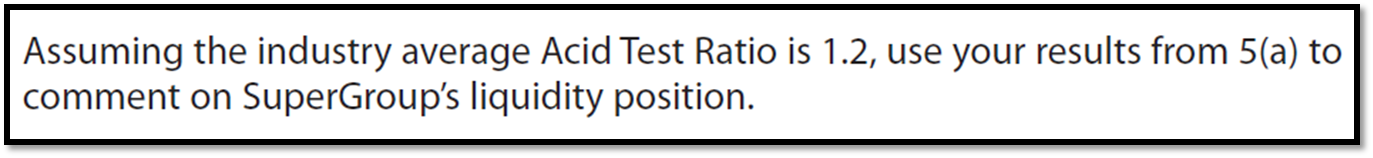 Assuming the industry average Acid Test Ratio is 1.2, use your results from 5(a) to
comment on SuperGroup’s liquidity position.